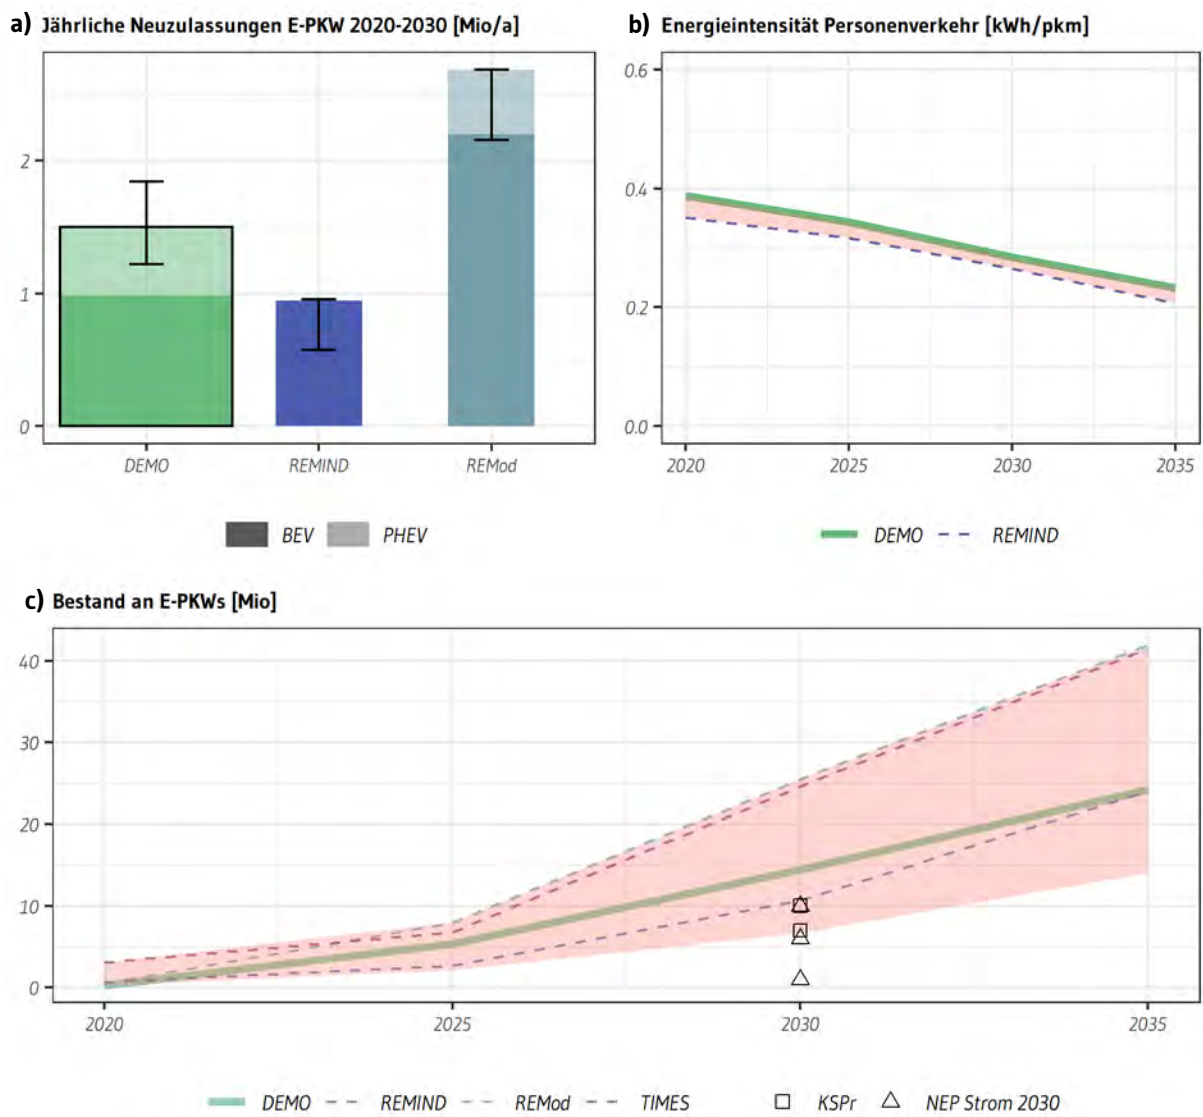 a) Jährliche Neuzulassungen E-PKW 2020-2030 [Mio/a]
2
1
0
DEMO REMIND REMod
BEV PHEV
b) Energieintensität Personenverkehr [kWh/pkm]
0.6
0.4
0.2
0.0
2020 2025 2030 2035
DEMO REMIND
c) Bestand an E-PKWs [Mio]
40
30
20
10
0
2020 2025 2030 2035
DEMO REMIND REMod TIMES KSPr NEP Strom 2030